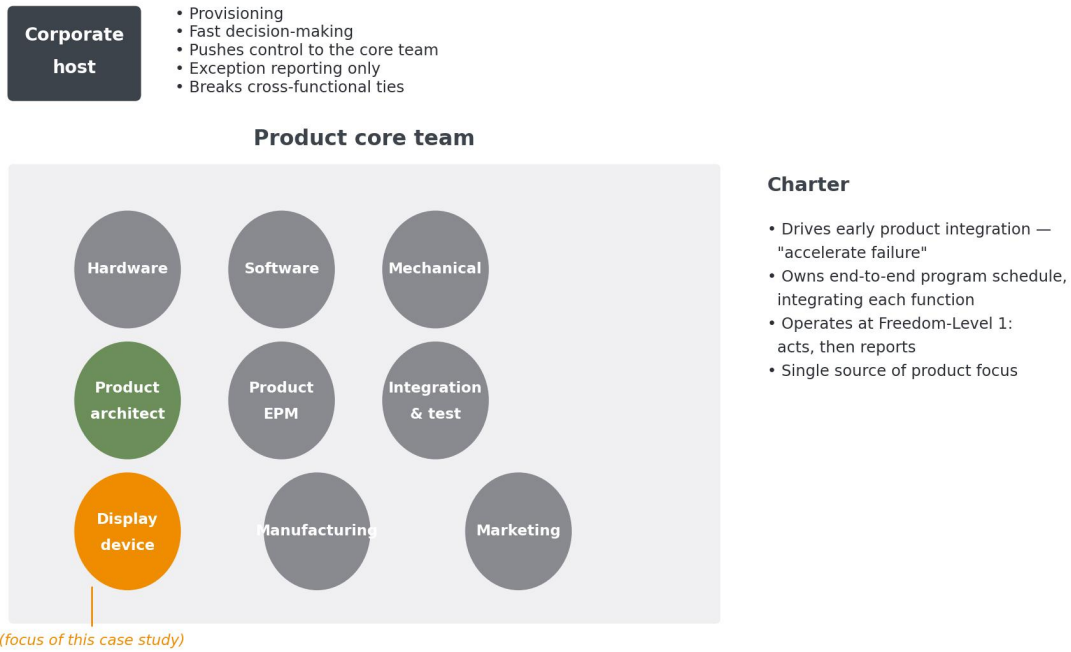 Corporate
host
• Provisioning
• Fast decision-making
• Pushes control to the core team
• Exception reporting only
• Breaks cross-functional ties
Product core team
Hardware
Software
Mechanical
Product
architect
Product
EPM
Integration
& test
Display
device
Manufacturing
Marketing
(focus of this case study)
Charter
• Drives early product integration —
"accelerate failure"
• Owns end-to-end program schedule,
integrating each function
• Operates at Freedom-Level 1:
acts, then reports
• Single source of product focus